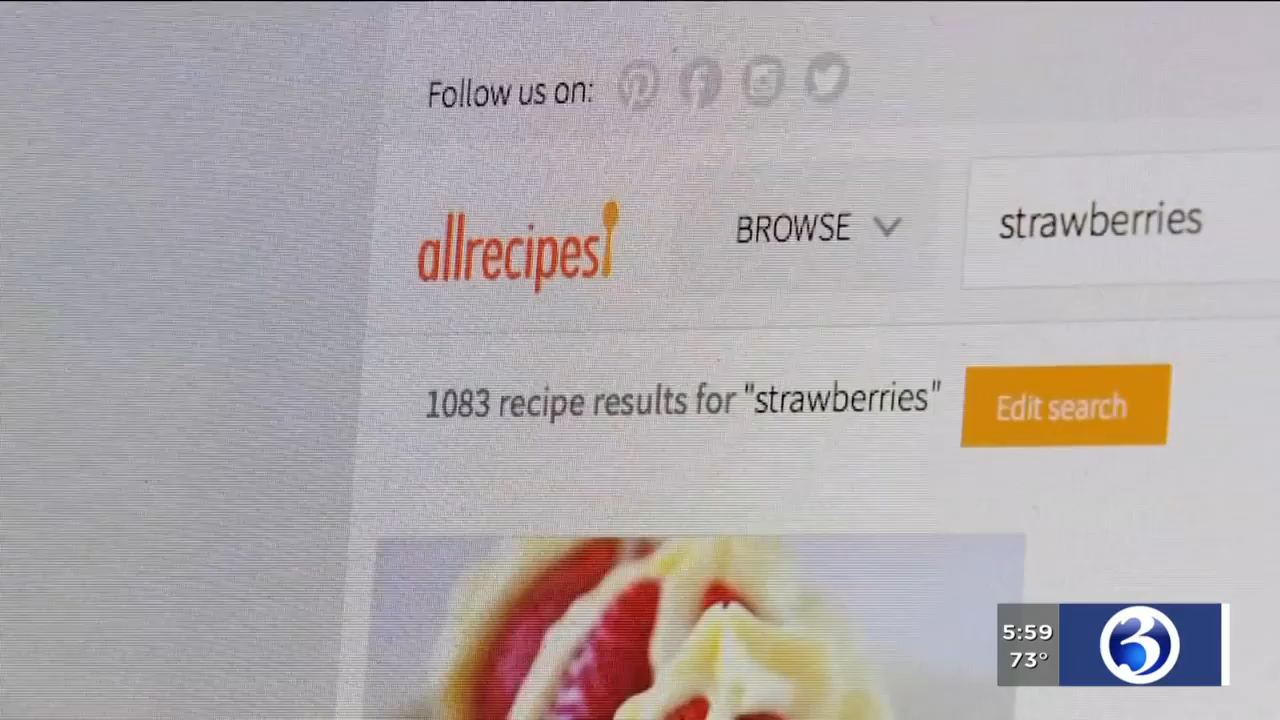 Follow us on:
allrecipes
BROWSE
strawberries
1083 recipe results for "strawberries"
Edit search
5:59
73°
3